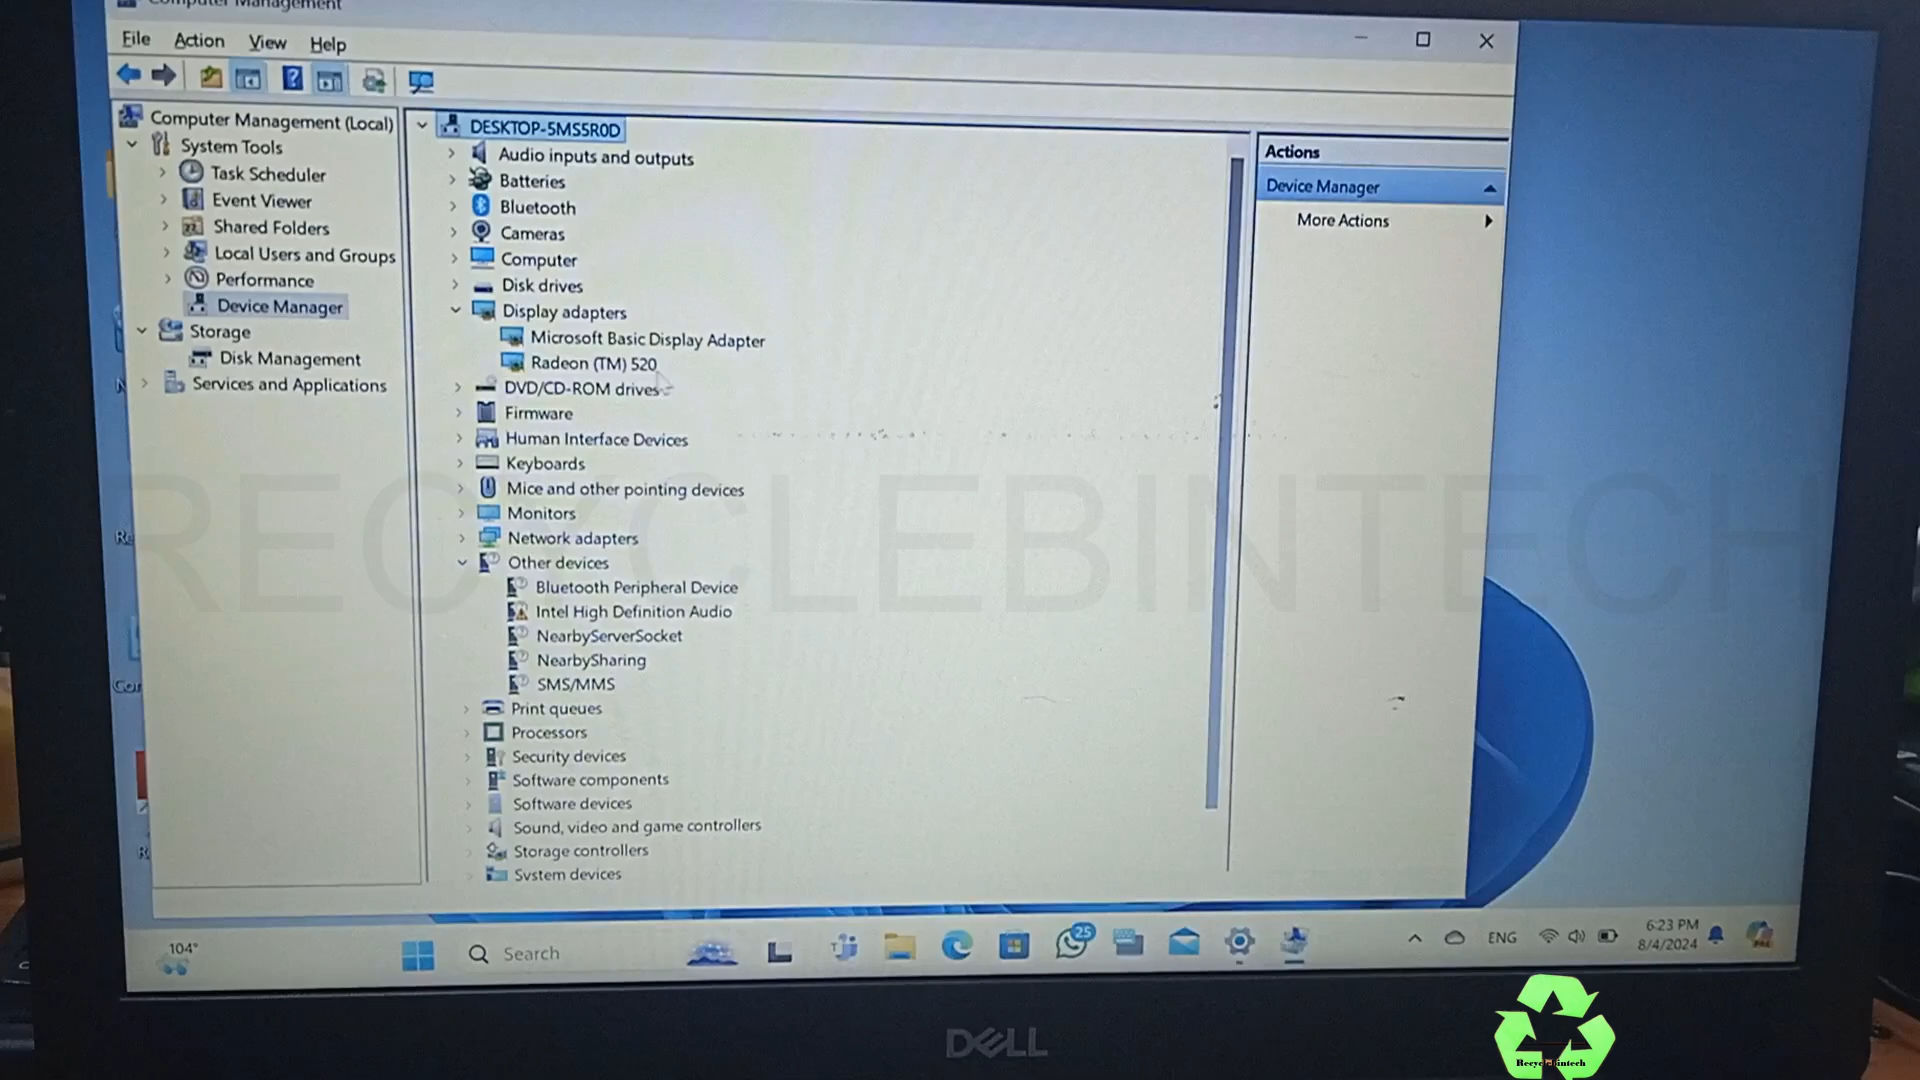 Computer Management
File Action View Help
Computer Management (Local)
System Tools
Task Scheduler
Event Viewer
Shared Folders
Local Users and Groups
Performance
Device Manager
Storage
Disk Management
Services and Applications
DESKTOP-5MS5R0D
Audio inputs and outputs
Batteries
Bluetooth
Cameras
Computer
Disk drives
Display adapters
Microsoft Basic Display Adapter
Radeon (TM) 520
DVD/CD-ROM drives
Firmware
Human Interface Devices
Keyboards
Mice and other pointing devices
Monitors
Network adapters
Other devices
Bluetooth Peripheral Device
Intel High Definition Audio
NearbyServerSocket
NearbySharing
SMS/MMS
Print queues
Processors
Security devices
Software components
Software devices
Sound, video and game controllers
Storage controllers
System devices
Actions
Device Manager
More Actions
RECYCLEBINTECH
104°
Search
25
ENG
6:23 PM
8/4/2024
DELL
Recyclebintech